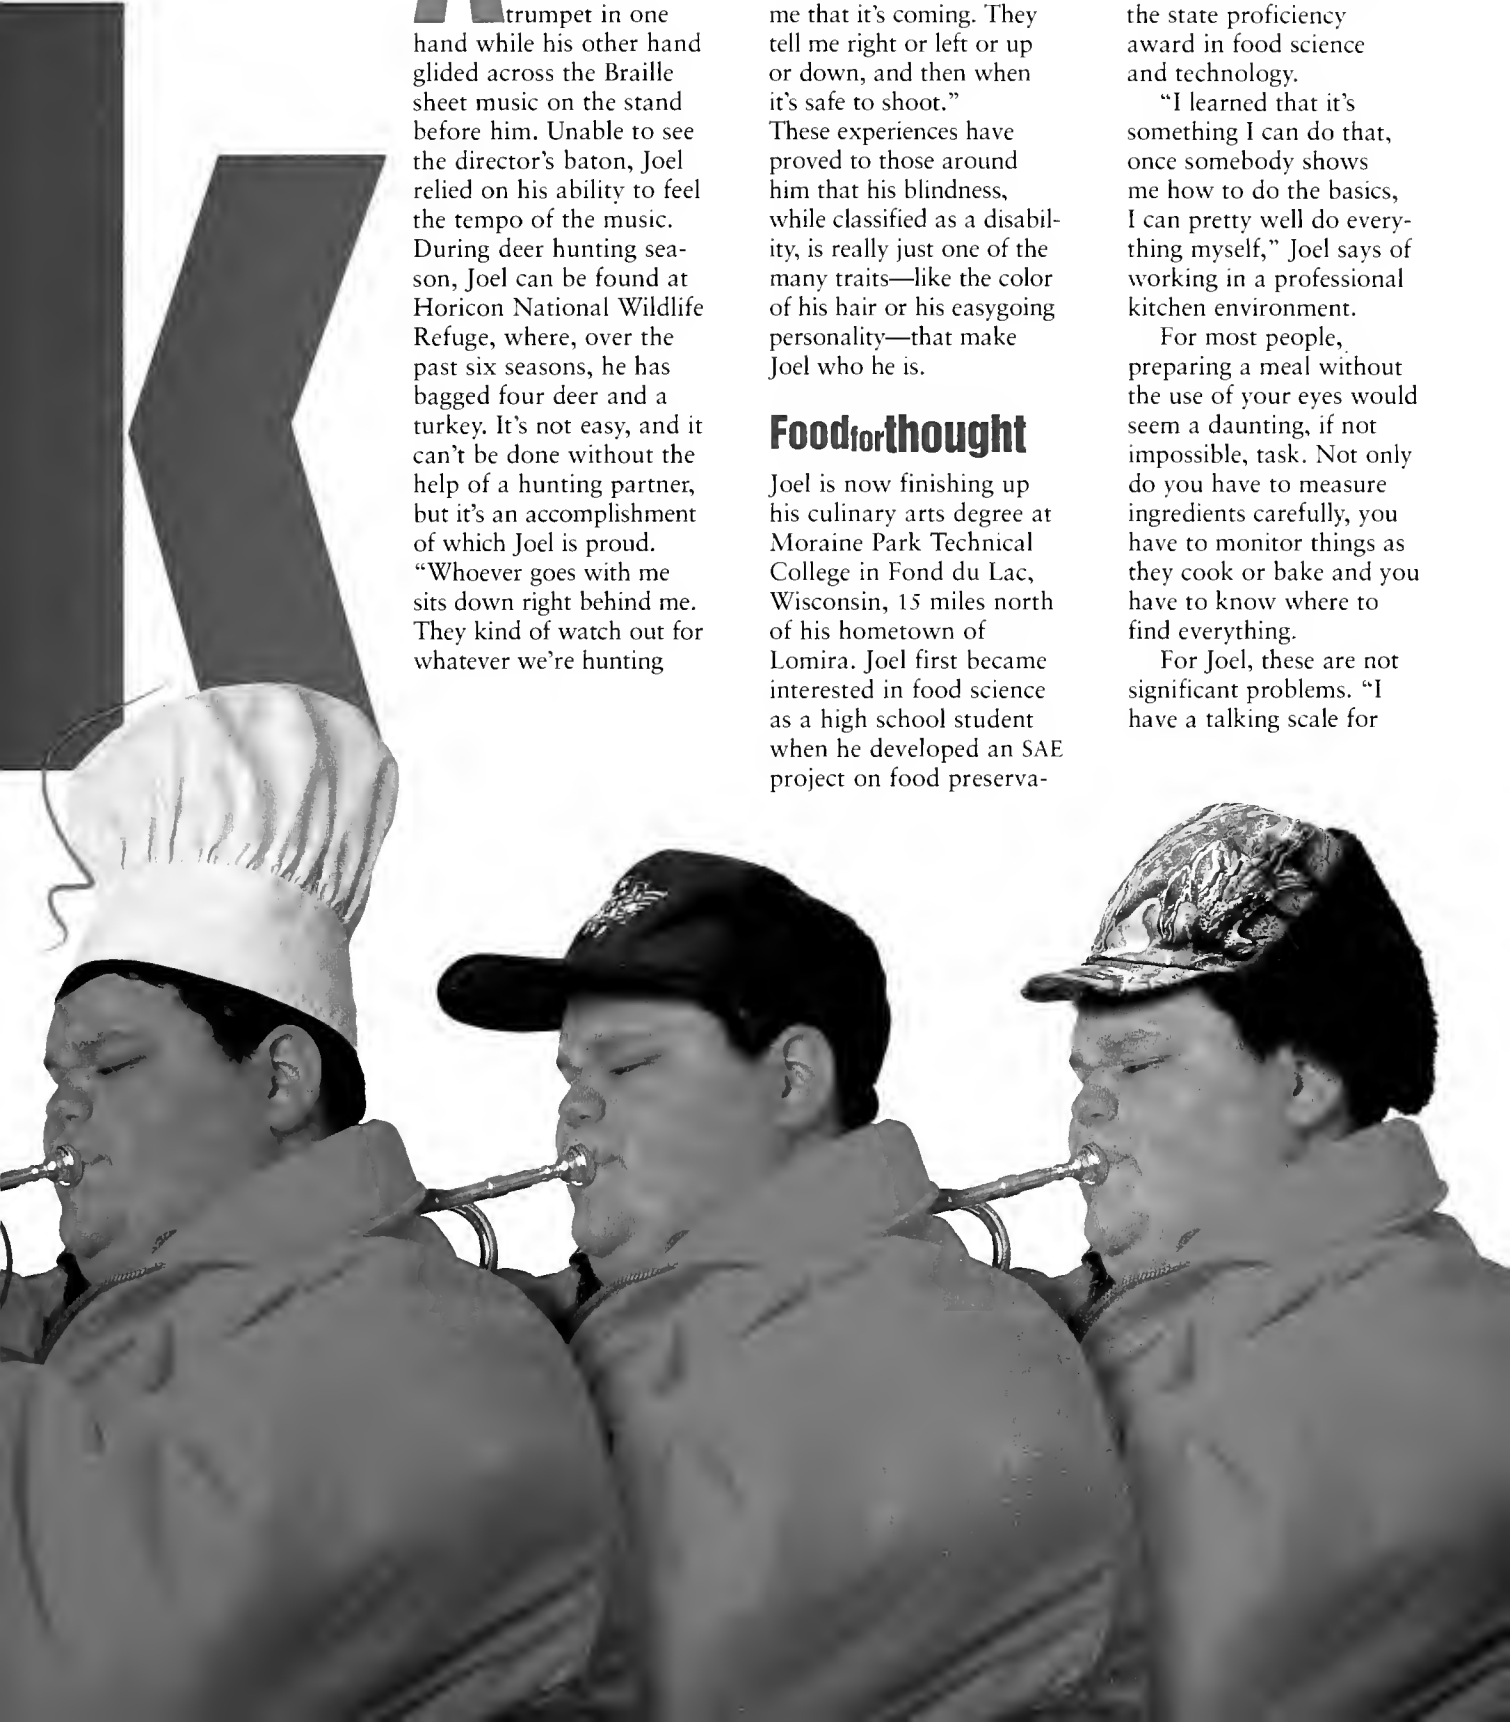 trumpet in one
hand while his other hand
glided across the Braille
sheet music on the stand
before him. Unable to see
the director's baton, Joel
relied on his ability to feel
the tempo of the music.
During deer hunting sea-
son, Joel can be found at
Horicon National Wildlife
Refuge, where, over the
past six seasons, he has
bagged four deer and a
turkey. It's not easy, and it
can't be done without the
help of a hunting partner,
but it's an accomplishment
of which Joel is proud.
“Whoever goes with me
sits down right behind me.
They kind of watch out for
whatever we're hunting
me that it's coming. They
tell me right or left or up
or down, and then when
it's safe to shoot.”
These experiences have
proved to those around
him that his blindness,
while classified as a disabil-
ity, is really just one of the
many traits—like the color
of his hair or his easygoing
personality—that make
Joel who he is.
Foodforthought
Joel is now finishing up
his culinary arts degree at
Moraine Park Technical
College in Fond du Lac,
Wisconsin, 15 miles north
of his hometown of
Lomira. Joel first became
interested in food science
as a high school student
when he developed an SAE
project on food preserva-
the state proficiency
award in food science
and technology.
“I learned that it's
something I can do that,
once somebody shows
me how to do the basics,
I can pretty well do every-
thing myself,” Joel says of
working in a professional
kitchen environment.
For most people,
preparing a meal without
the use of your eyes would
seem a daunting, if not
impossible, task. Not only
do you have to measure
ingredients carefully, you
have to monitor things as
they cook or bake and you
have to know where to
find everything.
For Joel, these are not
significant problems. “I
have a talking scale for